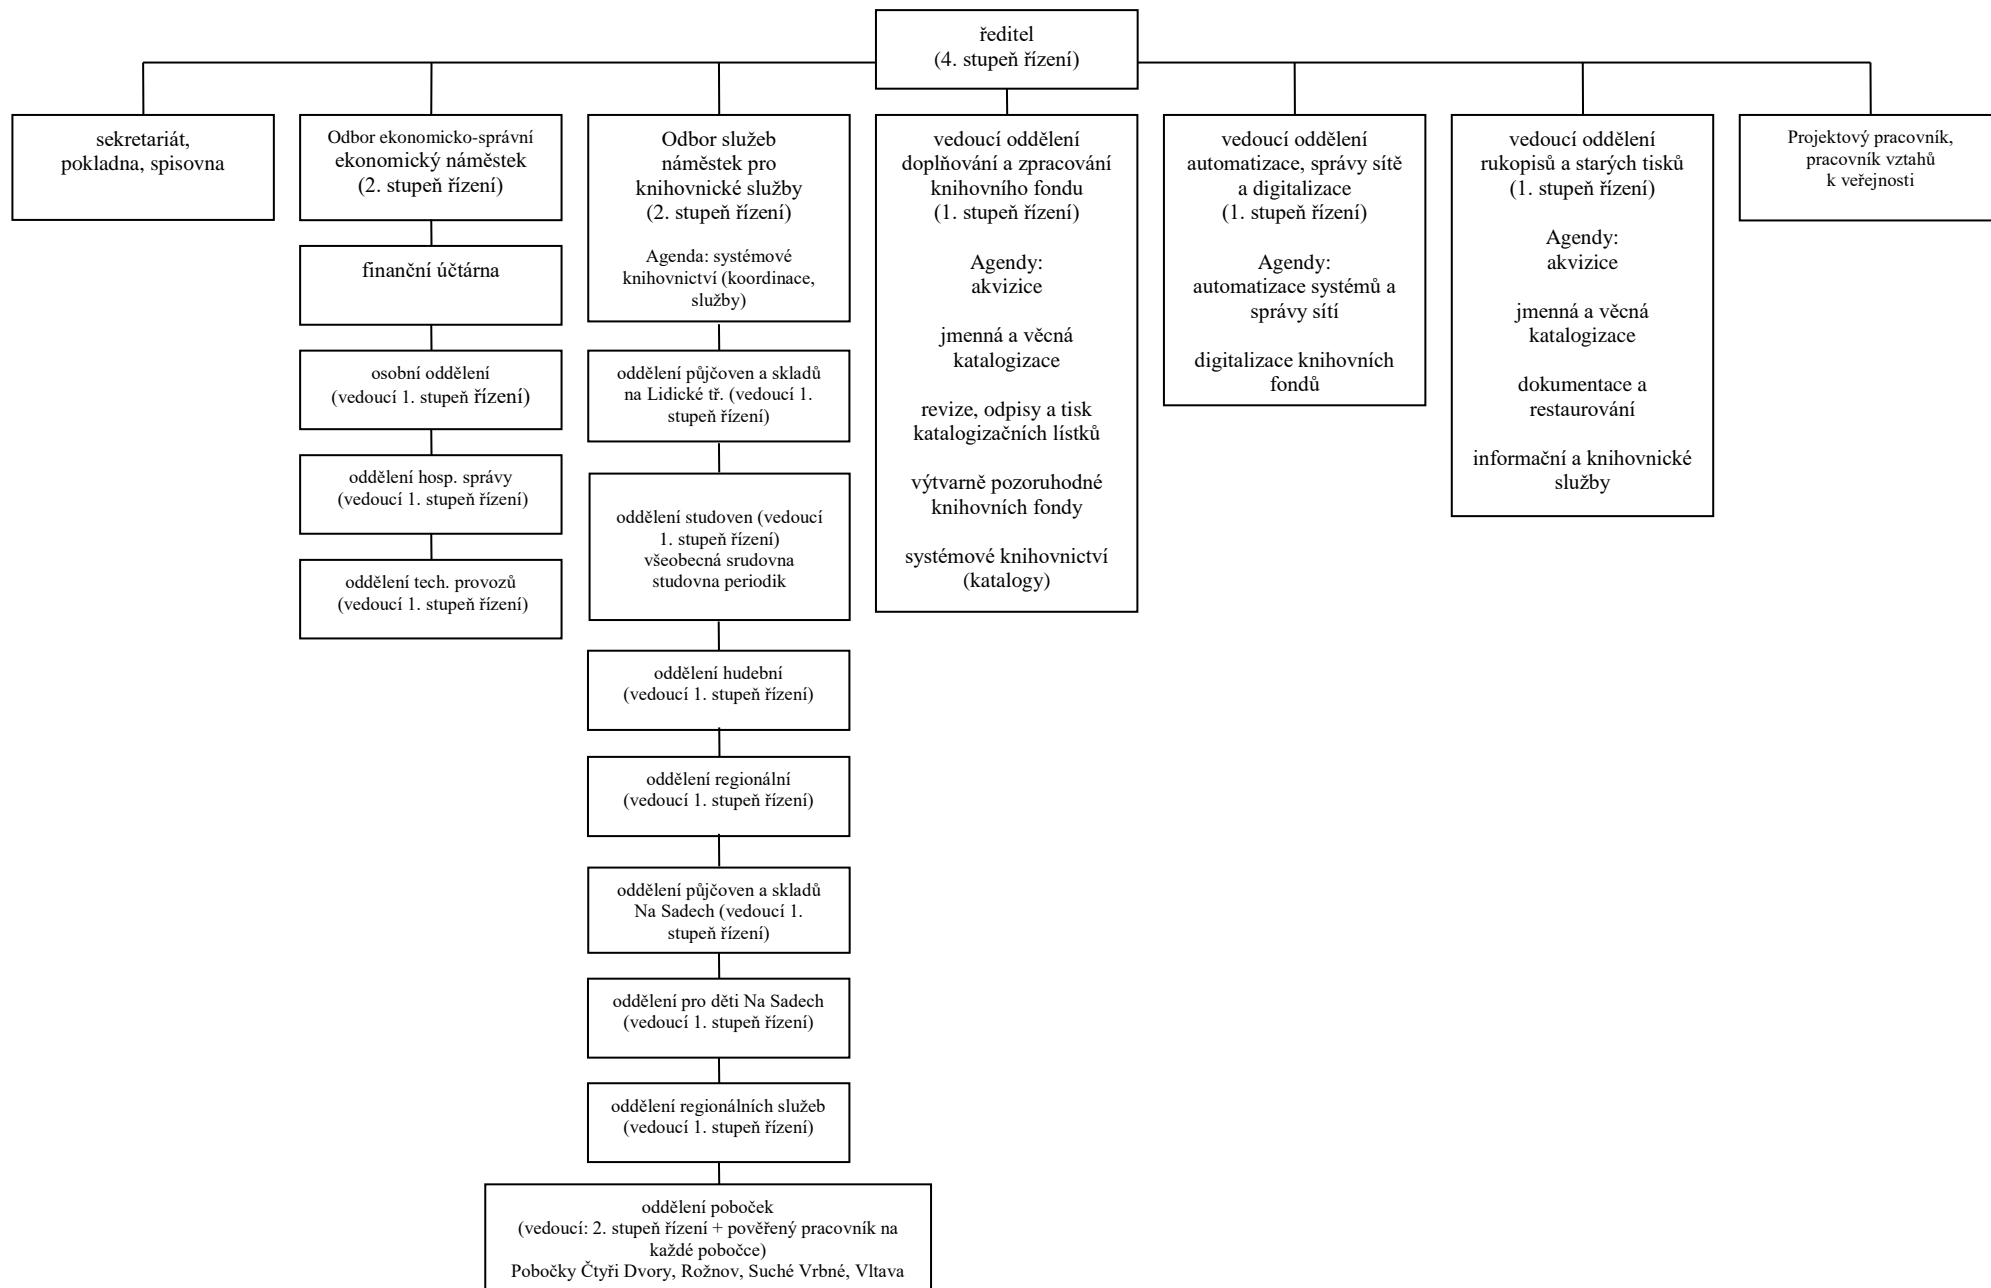 ředitel
(4. stupeň řízení)
sekretariát,
pokladna, spisovna
Odbor ekonomicko-správní
ekonomický náměstek
(2. stupeň řízení)
finanční účtárna
osobní oddělení
(vedoucí 1. stupeň řízení)
oddělení hosp. správy
(vedoucí 1. stupeň řízení)
oddělení tech. provozů
(vedoucí 1. stupeň řízení)
Odbor služeb
náměstek pro
knihovnické služby
(2. stupeň řízení)
Agenda: systémové
knihovnictví (koordinace,
služby)
oddělení půjčoven a skladů
na Lidické tř. (vedoucí 1.
stupeň řízení)
oddělení studoven (vedoucí
1. stupeň řízení)
všeobecná srudovna
studovna periodik
oddělení hudební
(vedoucí 1. stupeň řízení)
oddělení regionální
(vedoucí 1. stupeň řízení)
oddělení půjčoven a skladů
Na Sadech (vedoucí 1.
stupeň řízení)
oddělení pro děti Na Sadech
(vedoucí 1. stupeň řízení)
oddělení regionálních služeb
(vedoucí 1. stupeň řízení)
oddělení poboček
(vedoucí: 2. stupeň řízení + pověřený pracovník na
každé pobočce)
Pobočky Čtyři Dvory, Rožnov, Suché Vrbné, Vltava
vedoucí oddělení
doplňování a zpracování
knihovního fondu
(1. stupeň řízení)
Agendy:
akvizice
jmenná a věcná
katalogizace
revize, odpisy a tisk
katalogizačních lístků
výtvarně pozoruhodné
knihovních fondy
systémové knihovnictví
(katalogy)
vedoucí oddělení
automatizace, správy sítě
a digitalizace
(1. stupeň řízení)
Agendy:
automatizace systémů a
správy sítí
digitalizace knihovních
fondů
vedoucí oddělení
rukopisů a starých tisků
(1. stupeň řízení)
Agendy:
akvizice
jmenná a věcná
katalogizace
dokumentace a
restaurování
informační a knihovnické
služby
Projektový pracovník,
pracovník vztahů
k veřejnosti